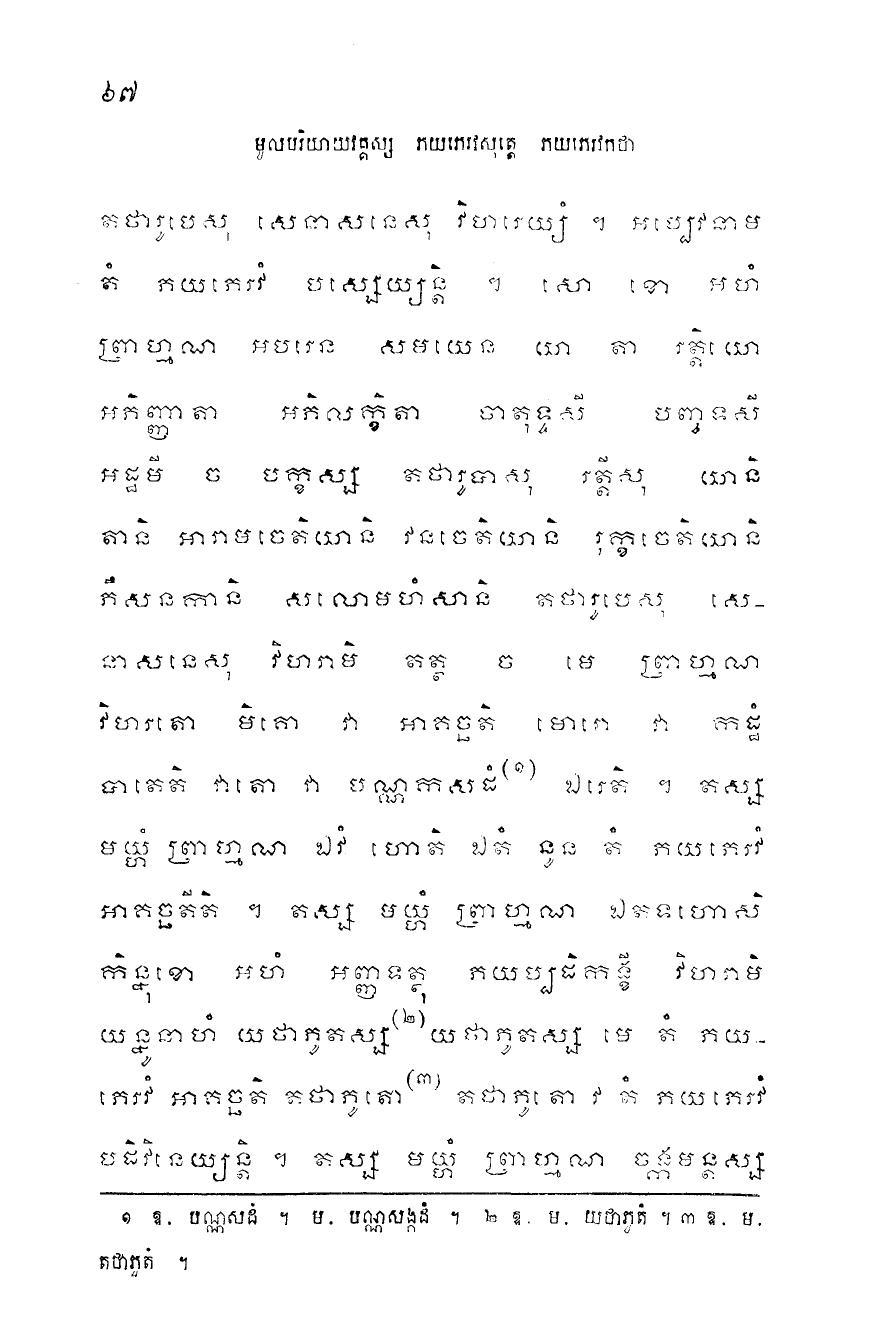 ៦៧
មូលបរិយាយវគ្គស្ស ភយភេរវសុត្តេ ភយភេរវកថា
តថារូបេសុ សេនាសនេសុ វិហរេយ្យំ ។ អប្បេវនាម
តំ ភយភេរវំ បស្សេយ្យន្តិ ។ សោ ខោ អហំ
ព្រាហ្មណ អបរេន សមយេន យា តា រត្តិយោ
អភិញ្ញាតា អភិលក្ខិតា ចាតុទ្ទសី បញ្ចទសី
អដ្ឋមី ច បក្ខស្ស តថារូបាសុ រត្តីសុ យានិ
តានិ អារាមចេតិយានិ វនចេតិយានិ រុក្ខចេតិយានិ
ភឹសនកានិ សលោមហំសានិ តថារូបេសុ សេ-
នាសនេសុ វិហរាមិ តត្ថ ច មេ ព្រាហ្មណ
វិហរតោ មិគោ វា អាគច្ឆតិ មោរោ វា កដ្ឋំ
បាតេតិ វាតោ វា បណ្ណកសដំ(១) ឯរេតិ ។ តស្ស
មយ្ហំ ព្រាហ្មណ ឯវំ ហោតិ ឯតំ នូន តំ ភយភេរវំ
អាគច្ឆតីតិ ។ តស្ស មយ្ហំ ព្រាហ្មណ ឯតទហោសិ
កិន្នុខោ អហំ អញ្ញទត្ថុ ភយប្បដិកង្ខី វិហរាមិ
យន្នូនាហំ យថាភូតស្ស(២)យថាភូតស្ស មេ តំ ភយ-
ភេរវំ អាគច្ឆតិ តថាភូតោ(៣) តថាភូតោ វ តំ ភយភេរវំ
បដិវិនេយ្យន្តិ ។ តស្ស មយ្ហំ ព្រាហ្មណ ចង្កមន្តស្ស
១ ឱ. បណ្ណសដំ ។ ម. បណ្ណសង្កដំ ។ ២ ឱ. ម. យថាភូតំ ។ ៣ ឱ. ម.
តថាភូតំ ។